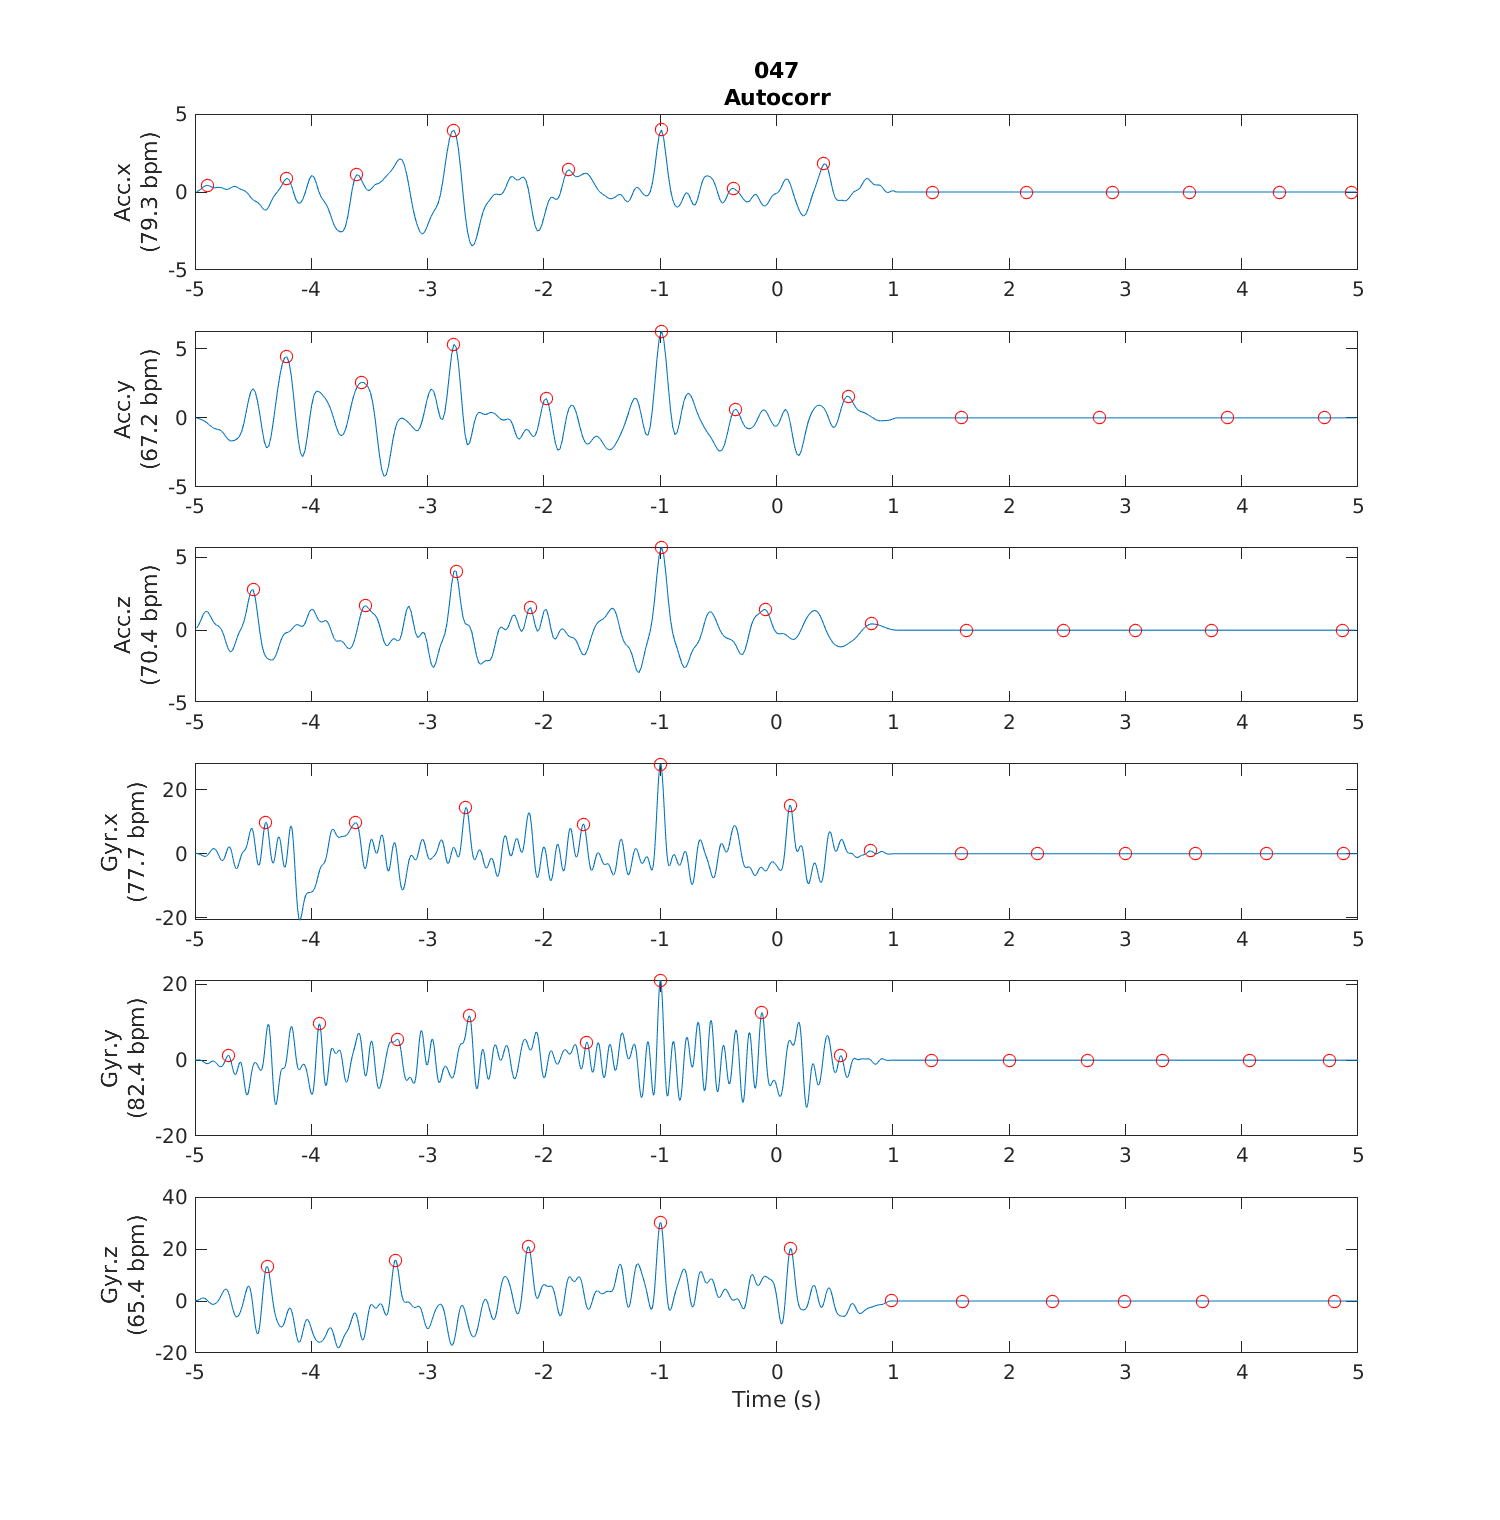 047
Autocorr
Acc.x
(79.3 bpm)
5
0
-5
-5 -4 -3 -2 -1 0 1 2 3 4 5
Acc.y
(67.2 bpm)
5
0
-5
-5 -4 -3 -2 -1 0 1 2 3 4 5
Acc.z
(70.4 bpm)
5
0
-5
-5 -4 -3 -2 -1 0 1 2 3 4 5
Gyr.x
(77.7 bpm)
20
0
-20
-5 -4 -3 -2 -1 0 1 2 3 4 5
Gyr.y
(82.4 bpm)
20
0
-20
-5 -4 -3 -2 -1 0 1 2 3 4 5
Gyr.z
(65.4 bpm)
40
20
0
-20
-5 -4 -3 -2 -1 0 1 2 3 4 5
Time (s)